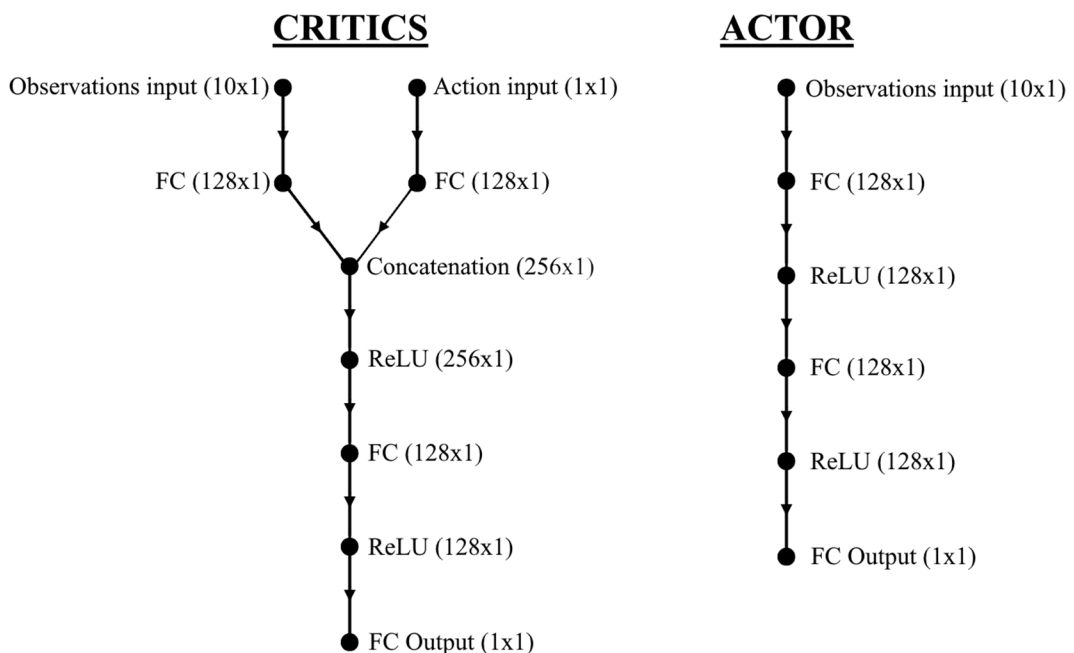 CRITICS
Observations input (10x1)
Action input (1x1)
FC (128x1)
FC (128x1)
Concatenation (256x1)
ReLU (256x1)
FC (128x1)
ReLU (128x1)
FC Output (1x1)
ACTOR
Observations input (10x1)
FC (128x1)
ReLU (128x1)
FC (128x1)
ReLU (128x1)
FC Output (1x1)